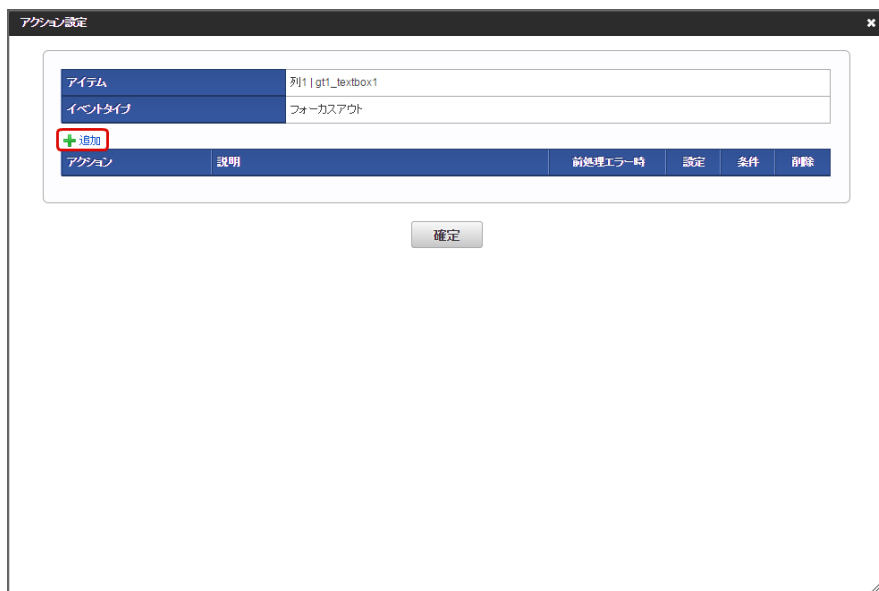 アクション設定
アイテム 列1 | gt1_textbox1
イベントタイプ フォーカスアウト
追加
アクション 説明 前処理エラー時 設定 条件 削除
確定